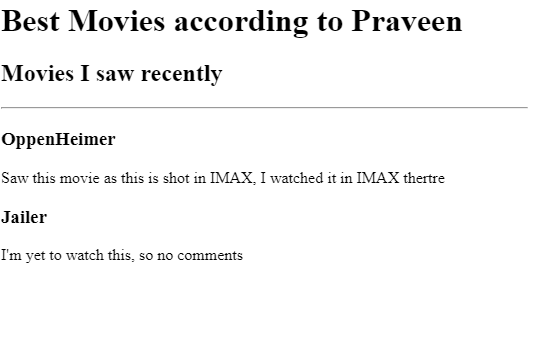 Best Movies according to Praveen
Movies I saw recently
OppenHeimer
Saw this movie as this is shot in IMAX, I watched it in IMAX thertre
Jailer
I'm yet to watch this, so no comments